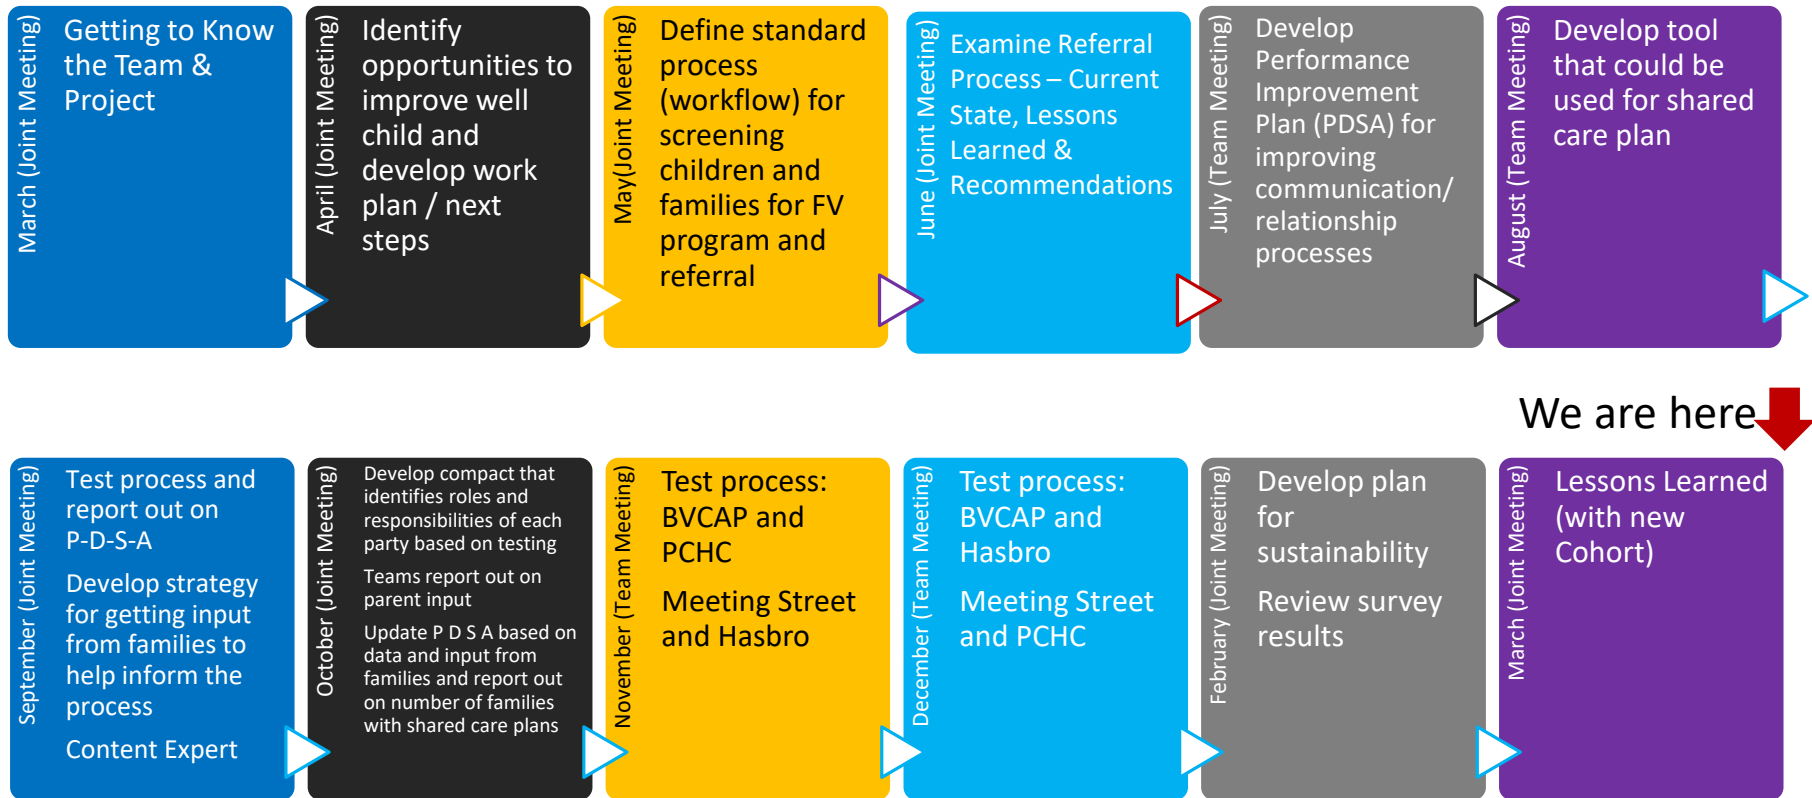 March (Joint Meeting)
Getting to Know
the Team &
Project
April (Joint Meeting)
Identify
opportunities to
improve well
child and
develop work
plan / next
steps
May(Joint Meeting)
Define standard
process
(workflow) for
screening
children and
families for FV
program and
referral
June (Joint Meeting)
Examine Referral
Process – Current
State, Lessons
Learned &
Recommendations
July (Team Meeting)
Develop
Performance
Improvement
Plan (PDSA) for
improving
communication/
relationship
processes
August (Team Meeting)
Develop tool
that could be
used for shared
care plan
We are here
September (Joint Meeting)
Test process and
report out on
P-D-S-A
Develop strategy
for getting input
from families to
help inform the
process
Content Expert
October (Joint Meeting)
Develop compact that
identifies roles and
responsibilities of each
party based on testing
Teams report out on
parent input
Update P D S A based on
data and input from
families and report out
on number of families
with shared care plans
November (Team Meeting)
Test process:
BVCAP and
PCHC
Meeting Street
and Hasbro
December (Team Meeting)
Test process:
BVCAP and
Hasbro
Meeting Street
and PCHC
February (Joint Meeting)
Develop plan
for
sustainability
Review survey
results
March (Joint Meeting)
Lessons Learned
(with new
Cohort)